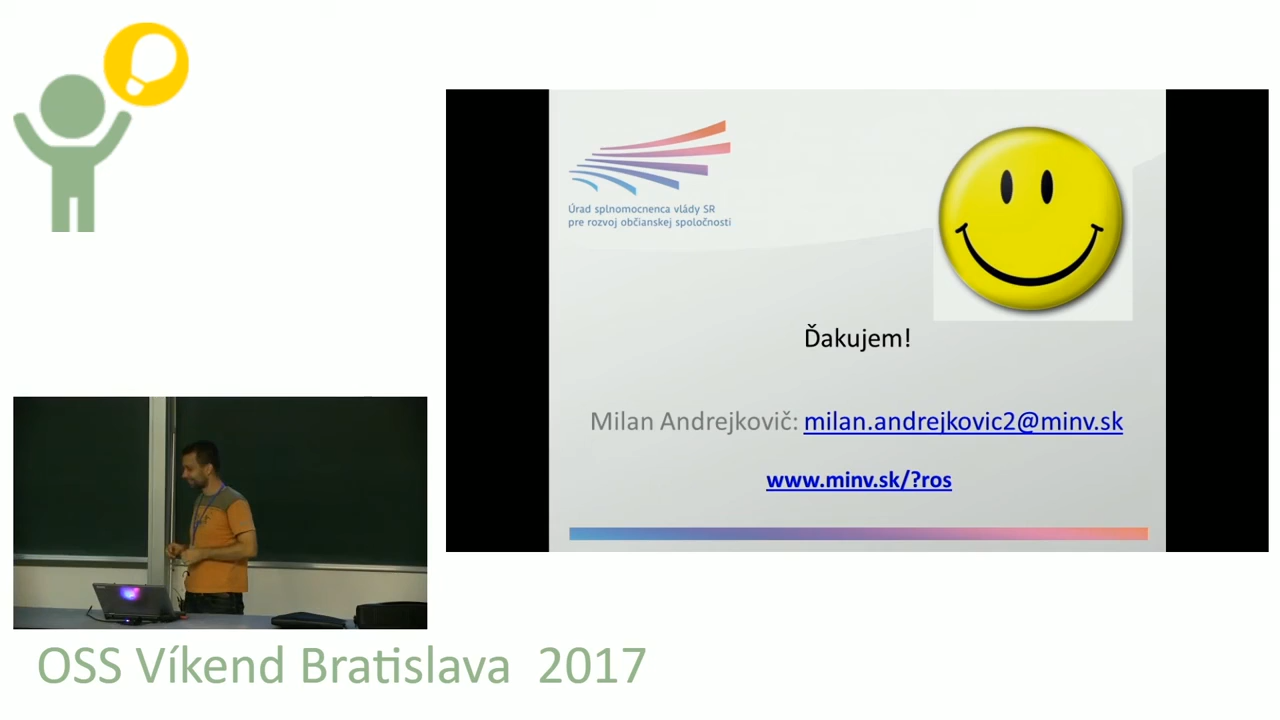 Úrad splnomocnenca vlády SR
pre rozvoj občianskej spoločnosti
Ďakujem!
Milan Andrejkovič: milan.andrejkovic2@minv.sk
www.minv.sk/?ros
OSS Víkend Bratislava 2017